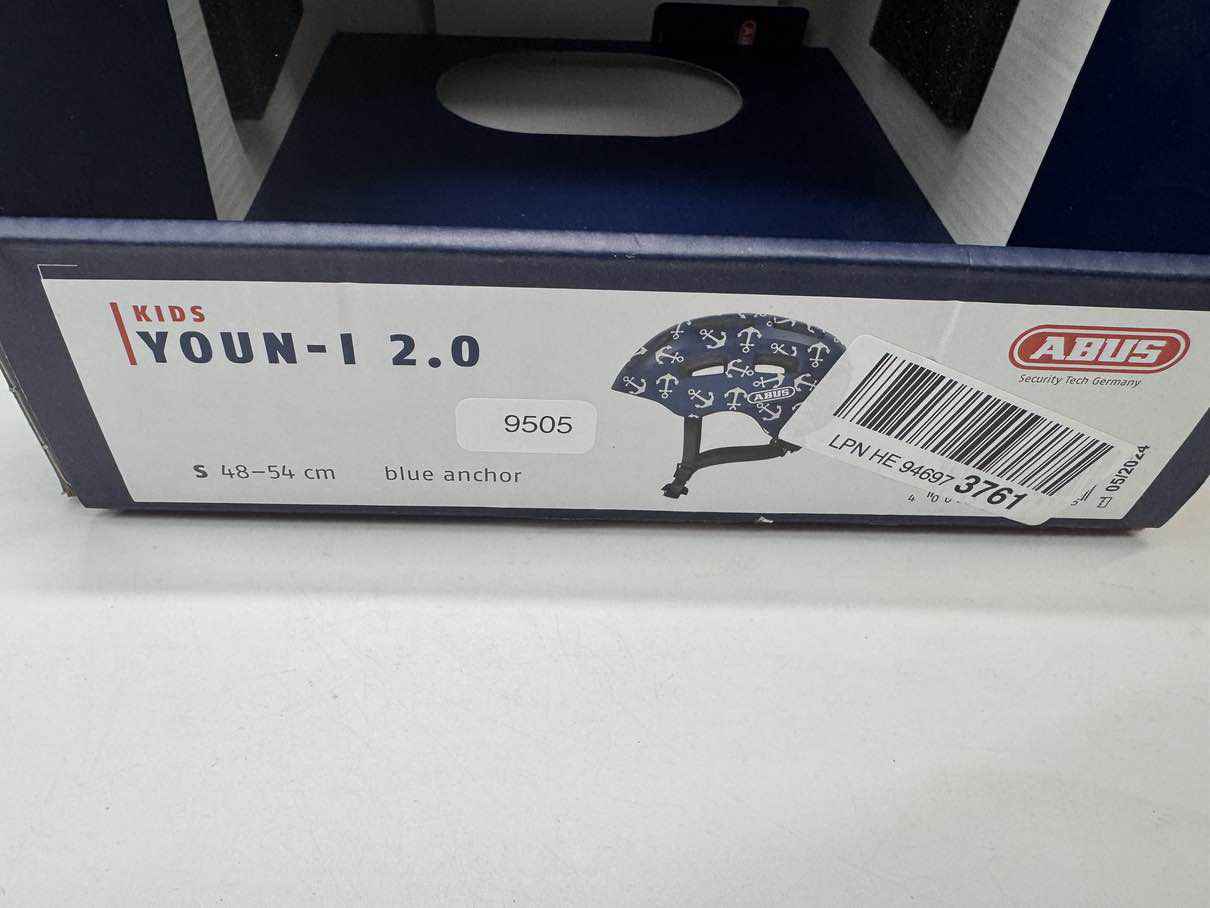 KIDS
YOUN-I 2.0
ABUS
Security Tech Germany
ABUS
9505
S 48–54 cm blue anchor
LPN HE 94697 3761
05/2024